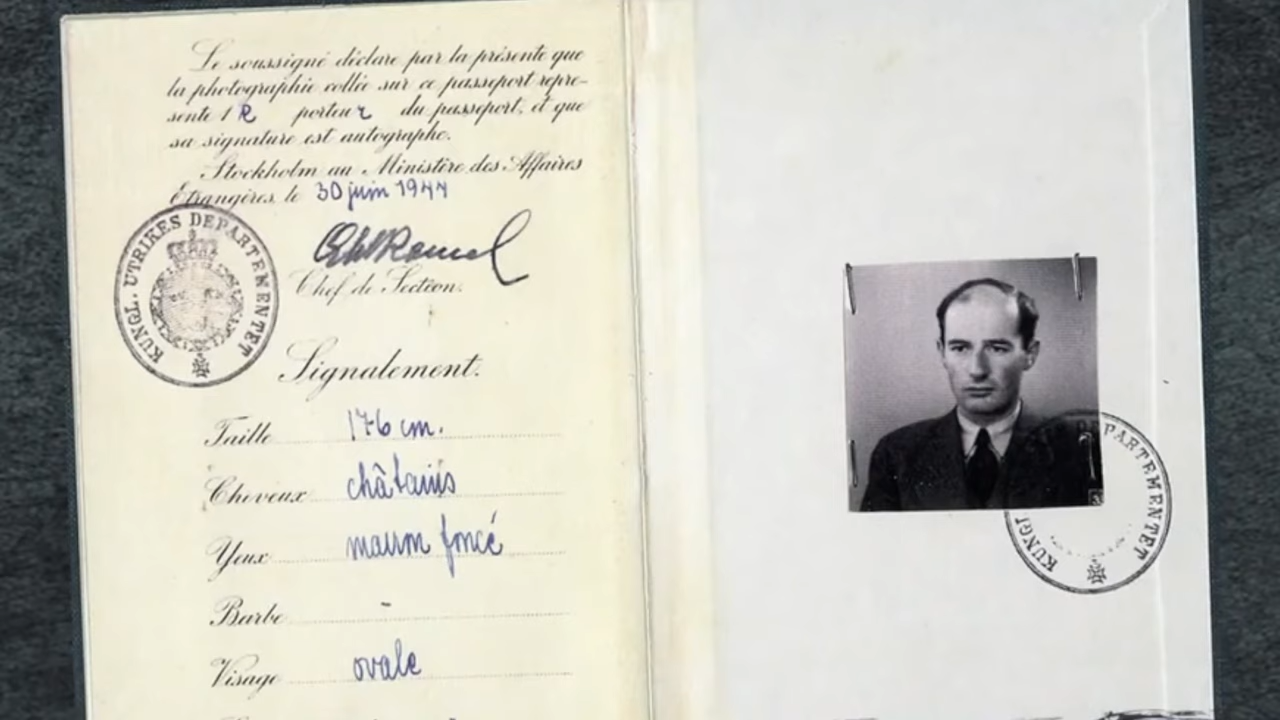 Le soussigné déclare par la présente que
la photographie collée sur ce passeport repré-
sente le porteur du passeport, et que
sa signature est autographe.
Stockholm au Ministère des Affaires
Étrangères, le 30 juin 1944
KUNGL. UTRIKES DEPARTEMENTET
Chef de Section.
Signalement.
Taille 176 cm.
Cheveux châtains
Yeux marron foncé
Barbe -
Visage ovale
KUNGL DEPARTEMENTET